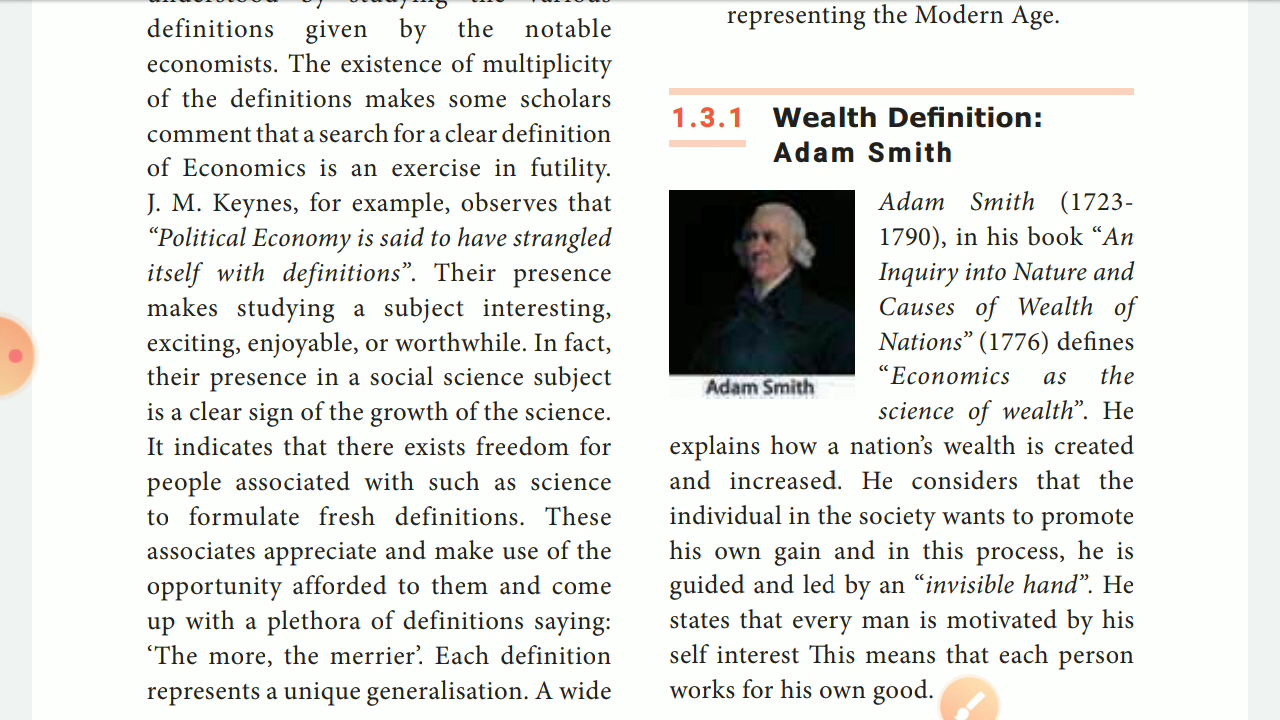 understood by studying the various
definitions given by the notable
economists. The existence of multiplicity
of the definitions makes some scholars
comment that a search for a clear definition
of Economics is an exercise in futility.
J. M. Keynes, for example, observes that
“Political Economy is said to have strangled
itself with definitions”. Their presence
makes studying a subject interesting,
exciting, enjoyable, or worthwhile. In fact,
their presence in a social science subject
is a clear sign of the growth of the science.
It indicates that there exists freedom for
people associated with such as science
to formulate fresh definitions. These
associates appreciate and make use of the
opportunity afforded to them and come
up with a plethora of definitions saying:
‘The more, the merrier’. Each definition
represents a unique generalisation. A wide
representing the Modern Age.
1.3.1 Wealth Definition:
Adam Smith
Adam Smith (1723-
1790), in his book “An
Inquiry into Nature and
Causes of Wealth of
Nations” (1776) defines
“Economics as the
science of wealth”. He
Adam Smith
explains how a nation’s wealth is created
and increased. He considers that the
individual in the society wants to promote
his own gain and in this process, he is
guided and led by an “invisible hand”. He
states that every man is motivated by his
self interest This means that each person
works for his own good.